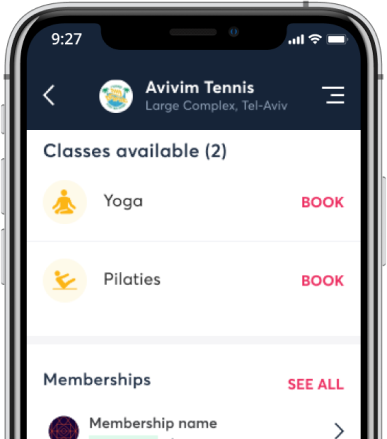 9:27
Avivim Tennis
Large Complex, Tel-Aviv
Classes available (2)
Yoga
BOOK
Pilaties
BOOK
Memberships
SEE ALL
Membership name